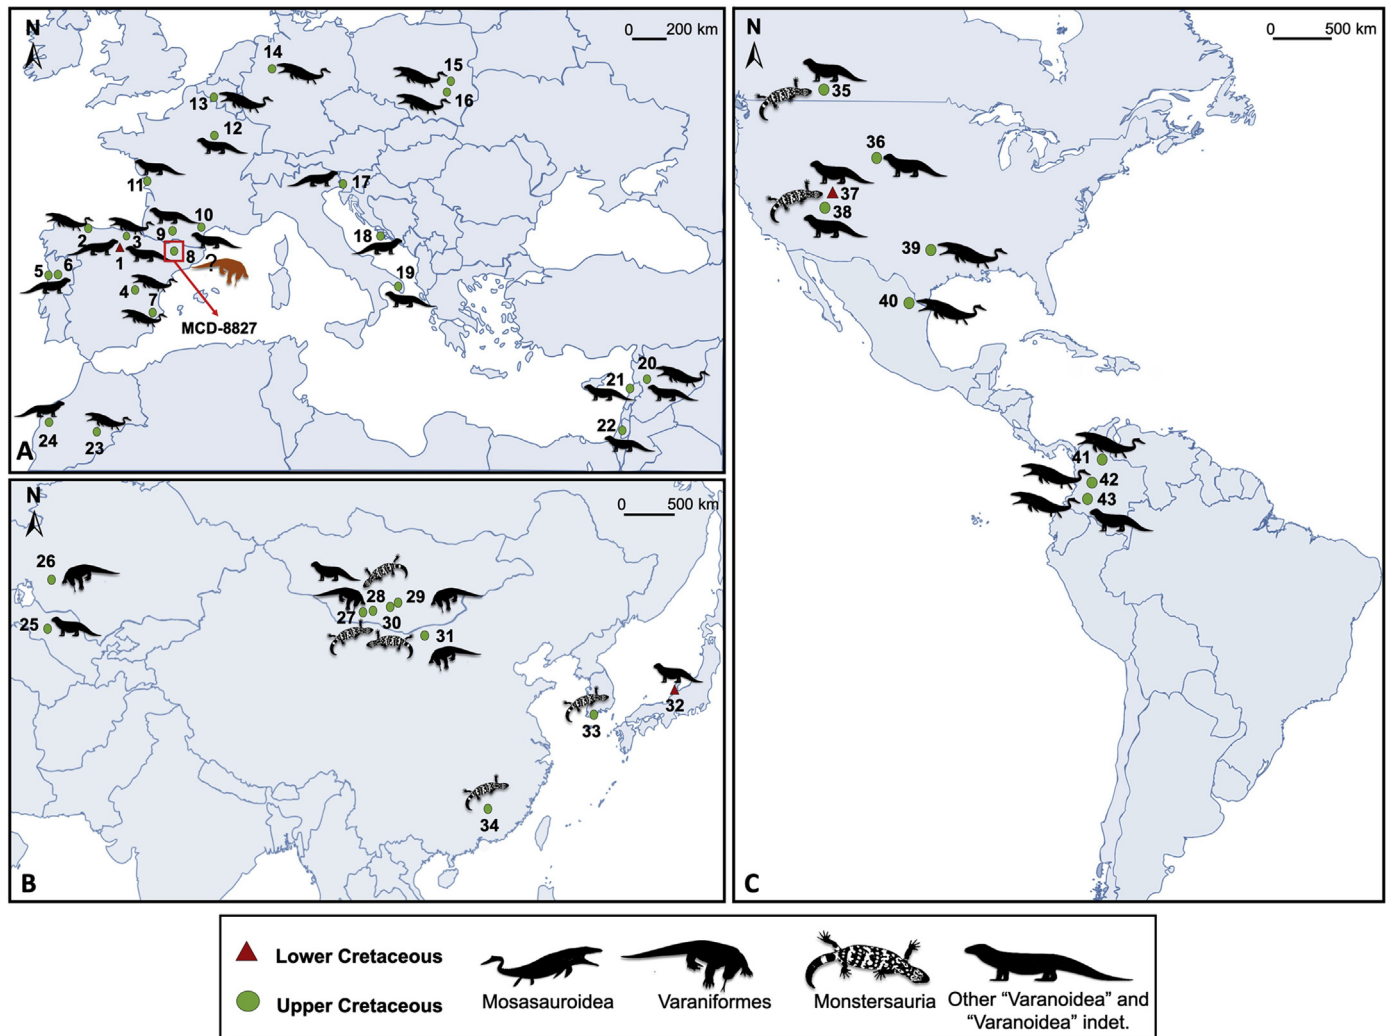 N
0 200 km
14
15
16
13
12
11
17
10
9
2
3
18
1
8 ?
5 6
4
7
19
MCD-8827
20
21
22
24
23
A
N
0 500 km
26
28 29
27
30
31
25
32
33
34
B
N
0 500 km
35
36
37
38
39
40
41
42
43
C
Lower Cretaceous
Upper Cretaceous
Mosasauroidea
Varaniformes
Monstersauria
Other “Varanoidea” and
“Varanoidea” indet.